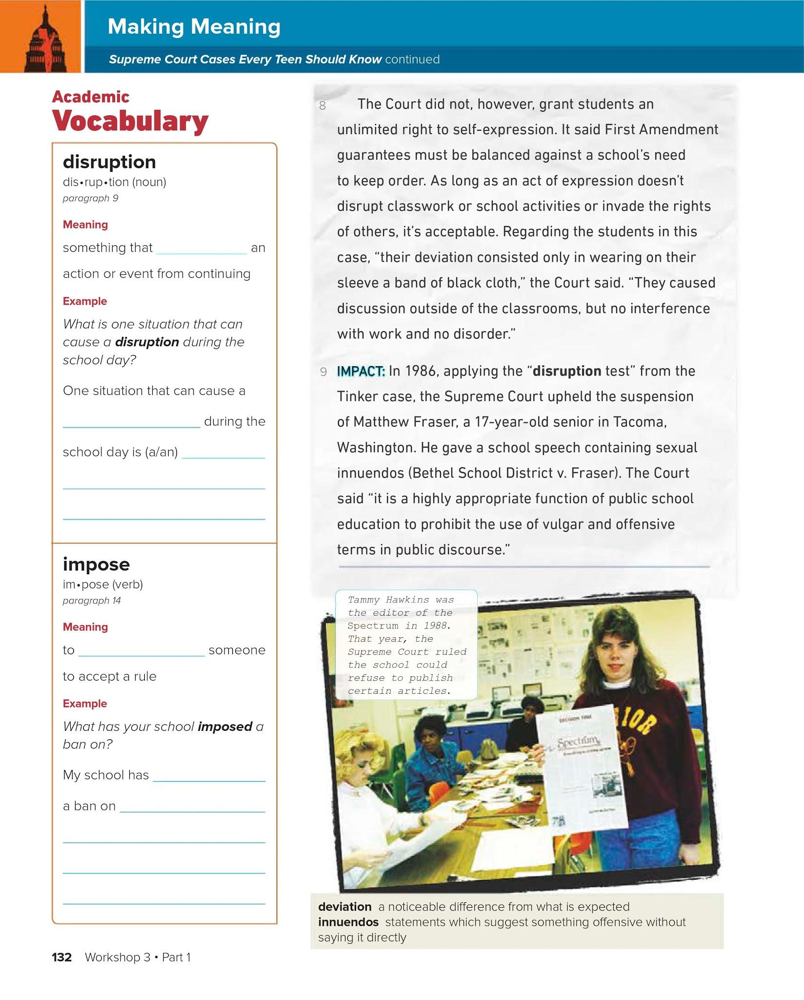 Making Meaning
Supreme Court Cases Every Teen Should Know continued
Academic
Vocabulary
disruption
dis•rup•tion (noun)
paragraph 9
Meaning
something that ____________ an
action or event from continuing
Example
What is one situation that can
cause a disruption during the
school day?
One situation that can cause a
____________ during the
school day is (a/an) ____________
impose
im•pose (verb)
paragraph 14
Meaning
to ____________ someone
to accept a rule
Example
What has your school imposed a
ban on?
My school has ____________
a ban on ____________
8 The Court did not, however, grant students an
unlimited right to self-expression. It said First Amendment
guarantees must be balanced against a school’s need
to keep order. As long as an act of expression doesn’t
disrupt classwork or school activities or invade the rights
of others, it’s acceptable. Regarding the students in this
case, “their deviation consisted only in wearing on their
sleeve a band of black cloth,” the Court said. “They caused
discussion outside of the classrooms, but no interference
with work and no disorder.”
9 IMPACT: In 1986, applying the “disruption test” from the
Tinker case, the Supreme Court upheld the suspension
of Matthew Fraser, a 17-year-old senior in Tacoma,
Washington. He gave a school speech containing sexual
innuendos (Bethel School District v. Fraser). The Court
said “it is a highly appropriate function of public school
education to prohibit the use of vulgar and offensive
terms in public discourse.”
Tammy Hawkins was
the editor of the
Spectrum in 1988.
That year, the
Supreme Court ruled
the school could
refuse to publish
certain articles.
DECISION TIME
Spectrum
deviation a noticeable difference from what is expected
innuendos statements which suggest something offensive without
saying it directly
132 Workshop 3 • Part 1